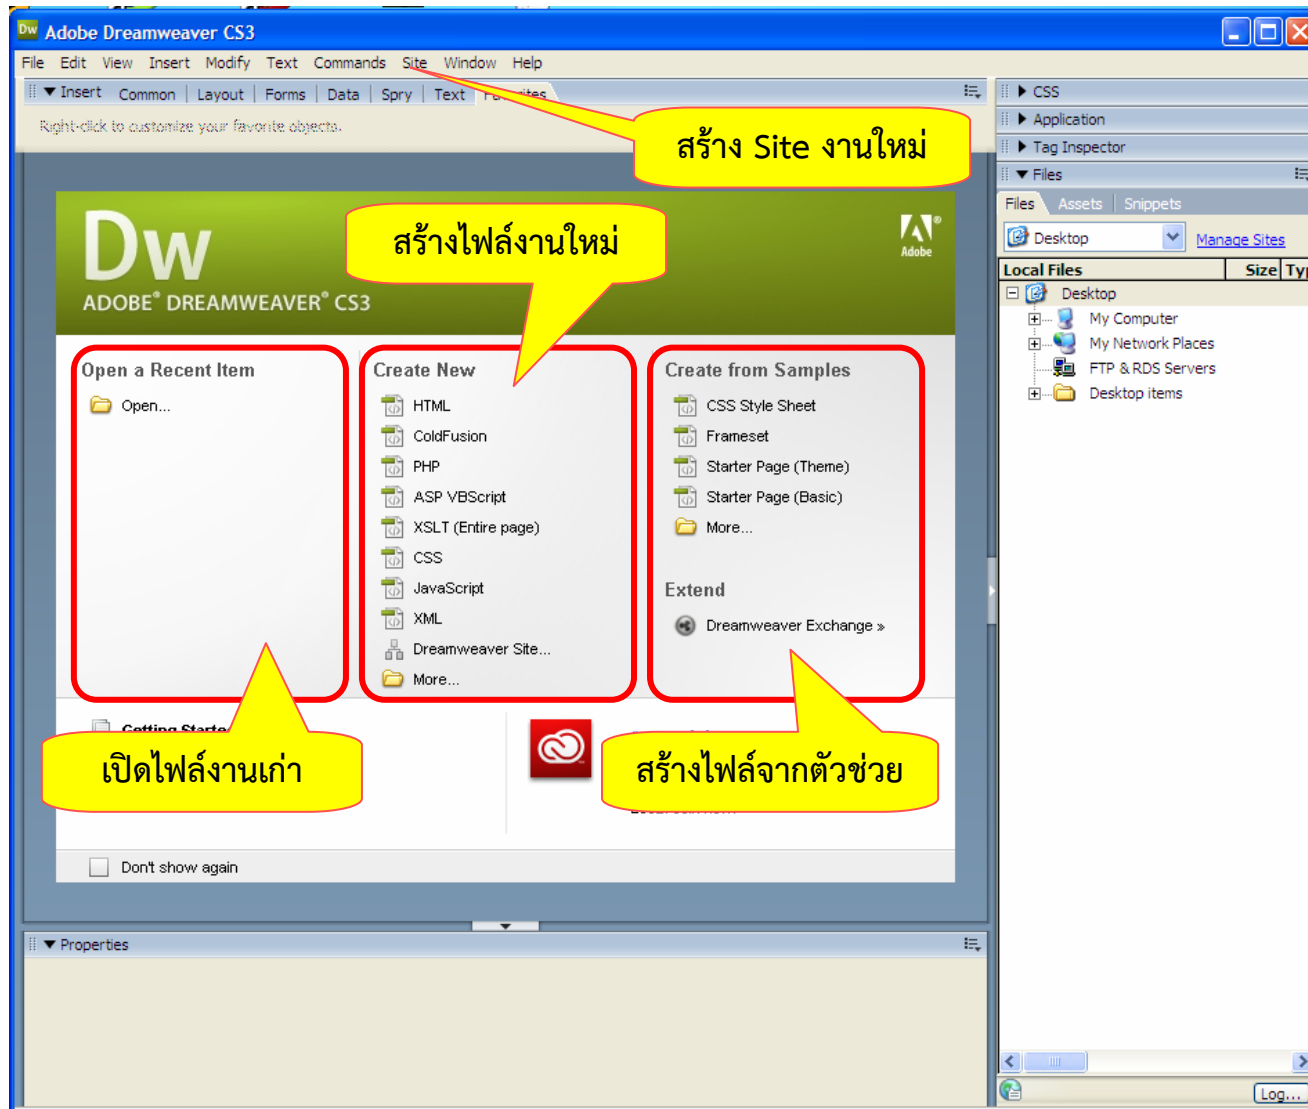 Dw Adobe Dreamweaver CS3
File Edit View Insert Modify Text Commands Site Window Help
Insert Common Layout Forms Data Spry Text
Right-click to customize your favorite objects.
สร้าง Site งานใหม่
CSS
Application
Tag Inspector
Files
Files Assets Snippets
Desktop Manage Sites
Local Files Size Typ
Desktop
My Computer
My Network Places
FTP & RDS Servers
Desktop items
Dw
ADOBE® DREAMWEAVER® CS3
สร้างไฟล์งานใหม่
Adobe®
Open a Recent Item
Open...
Create New
HTML
ColdFusion
PHP
ASP VBScript
XSLT (Entire page)
CSS
JavaScript
XML
Dreamweaver Site...
More...
Create from Samples
CSS Style Sheet
Frameset
Starter Page (Theme)
Starter Page (Basic)
More...
Extend
Dreamweaver Exchange »
Getting Starte
เปิดไฟล์งานเก่า
สร้างไฟล์จากตัวช่วย
Don't show again
Properties
Log...